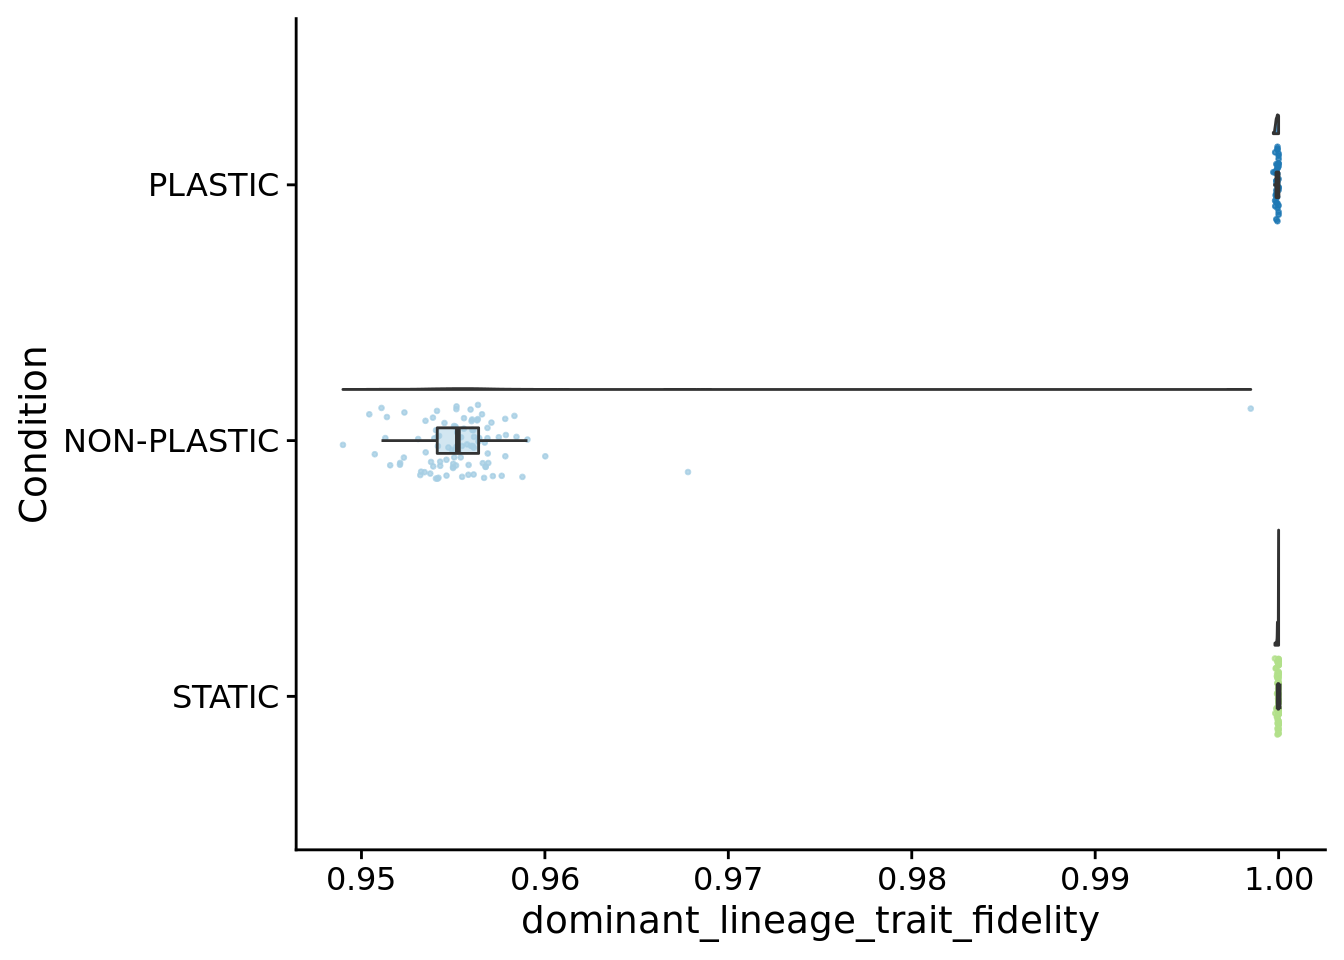 PLASTIC
NON-PLASTIC
STATIC
Condition
0.95 0.96 0.97 0.98 0.99 1.00
dominant_lineage_trait_fidelity